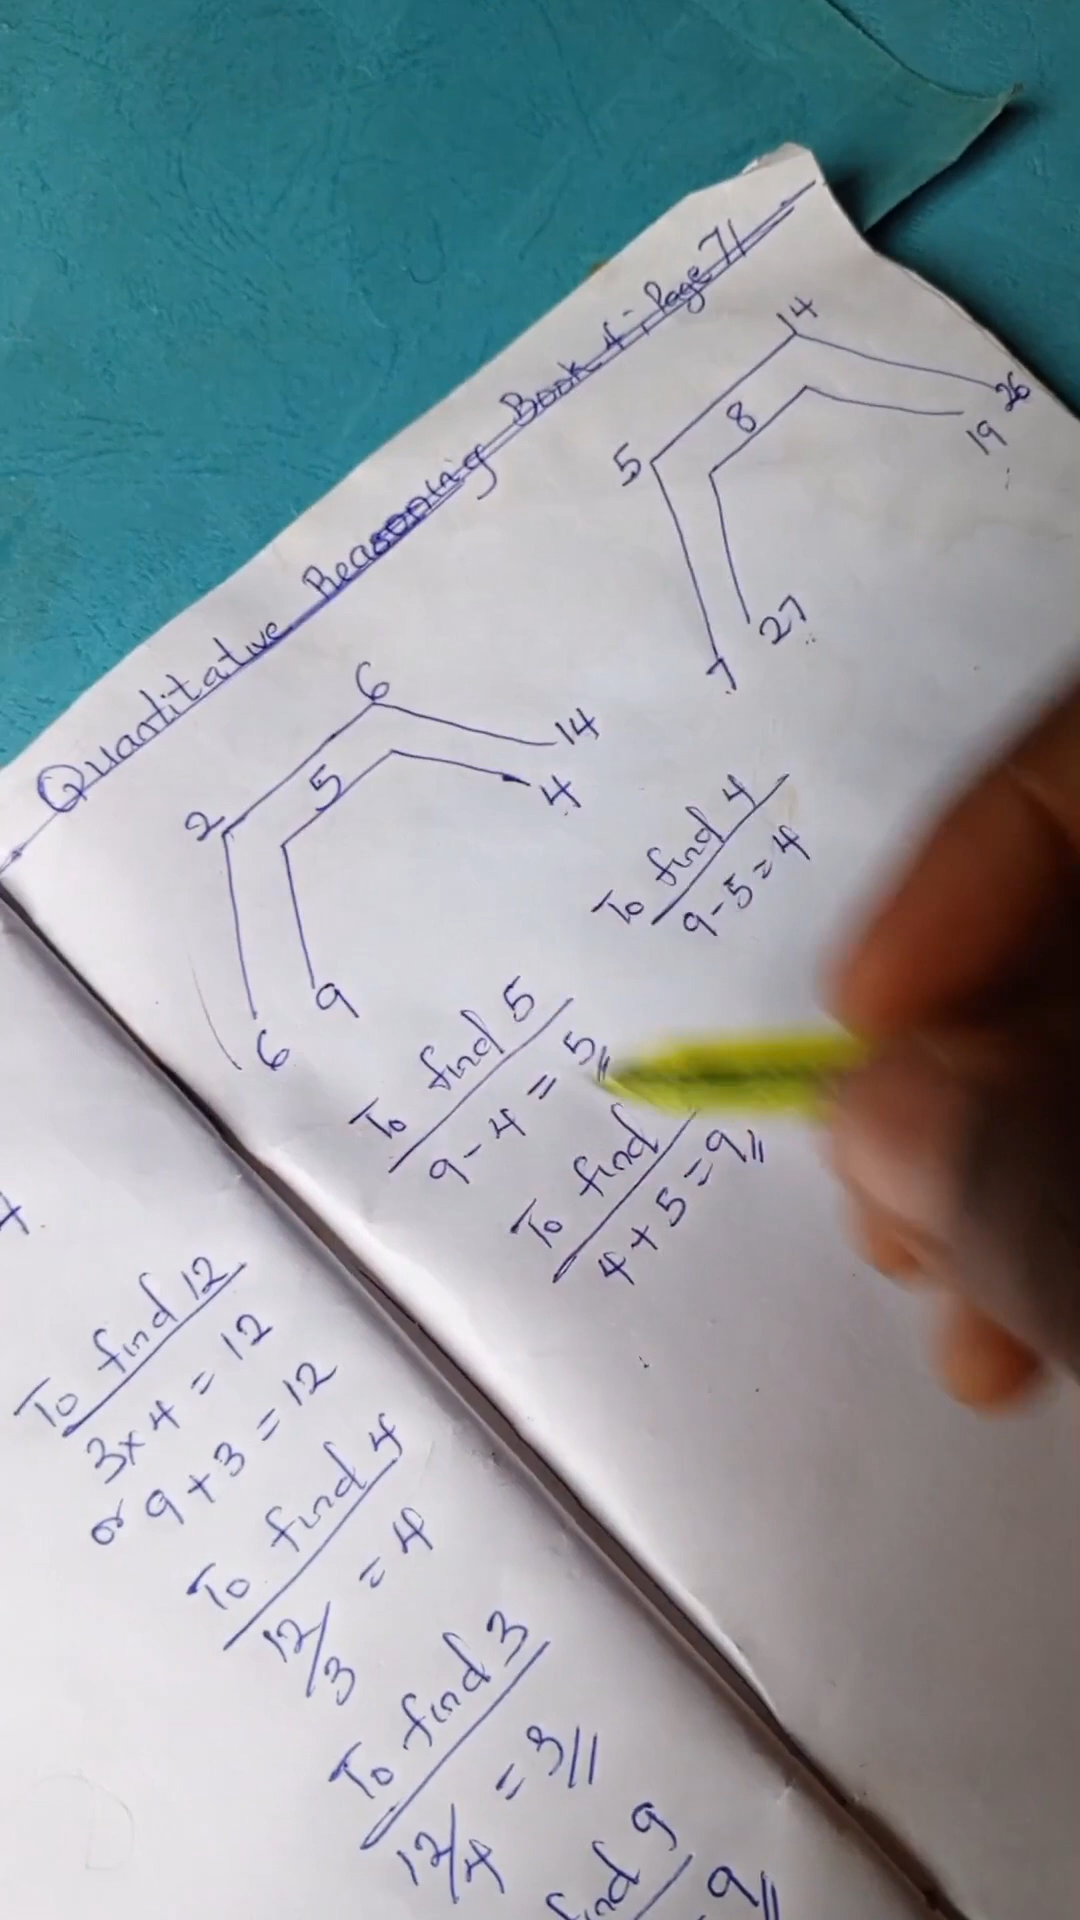 Quantitative Reasoning Book 4, Page 71
2
6
14
5
4
6
9
5
14
26
8
19
7
27
To find 5
9 - 4 = 5
To find 4
9 - 5 = 4
To find
4 + 5 = 9
To find 12
3 x 4 = 12
or 9 + 3 = 12
To find 4
12/3 = 4
To find 3
12/4 = 3
find 9
9